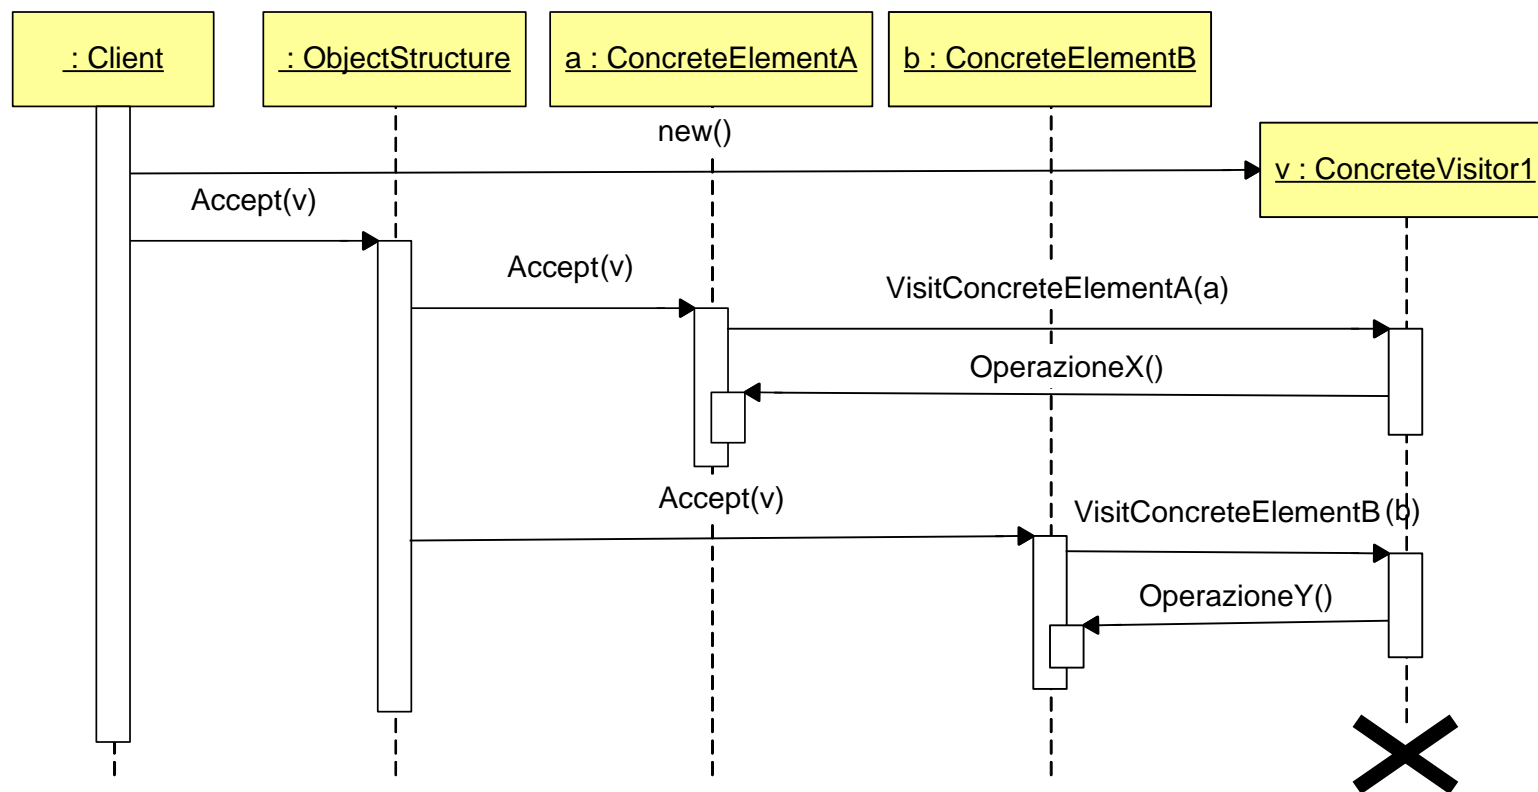 : Client
: ObjectStructure
a : ConcreteElementA
b : ConcreteElementB
new()
v : ConcreteVisitor1
Accept(v)
Accept(v)
VisitConcreteElementA(a)
OperazioneX()
Accept(v)
VisitConcreteElementB (b)
OperazioneY()